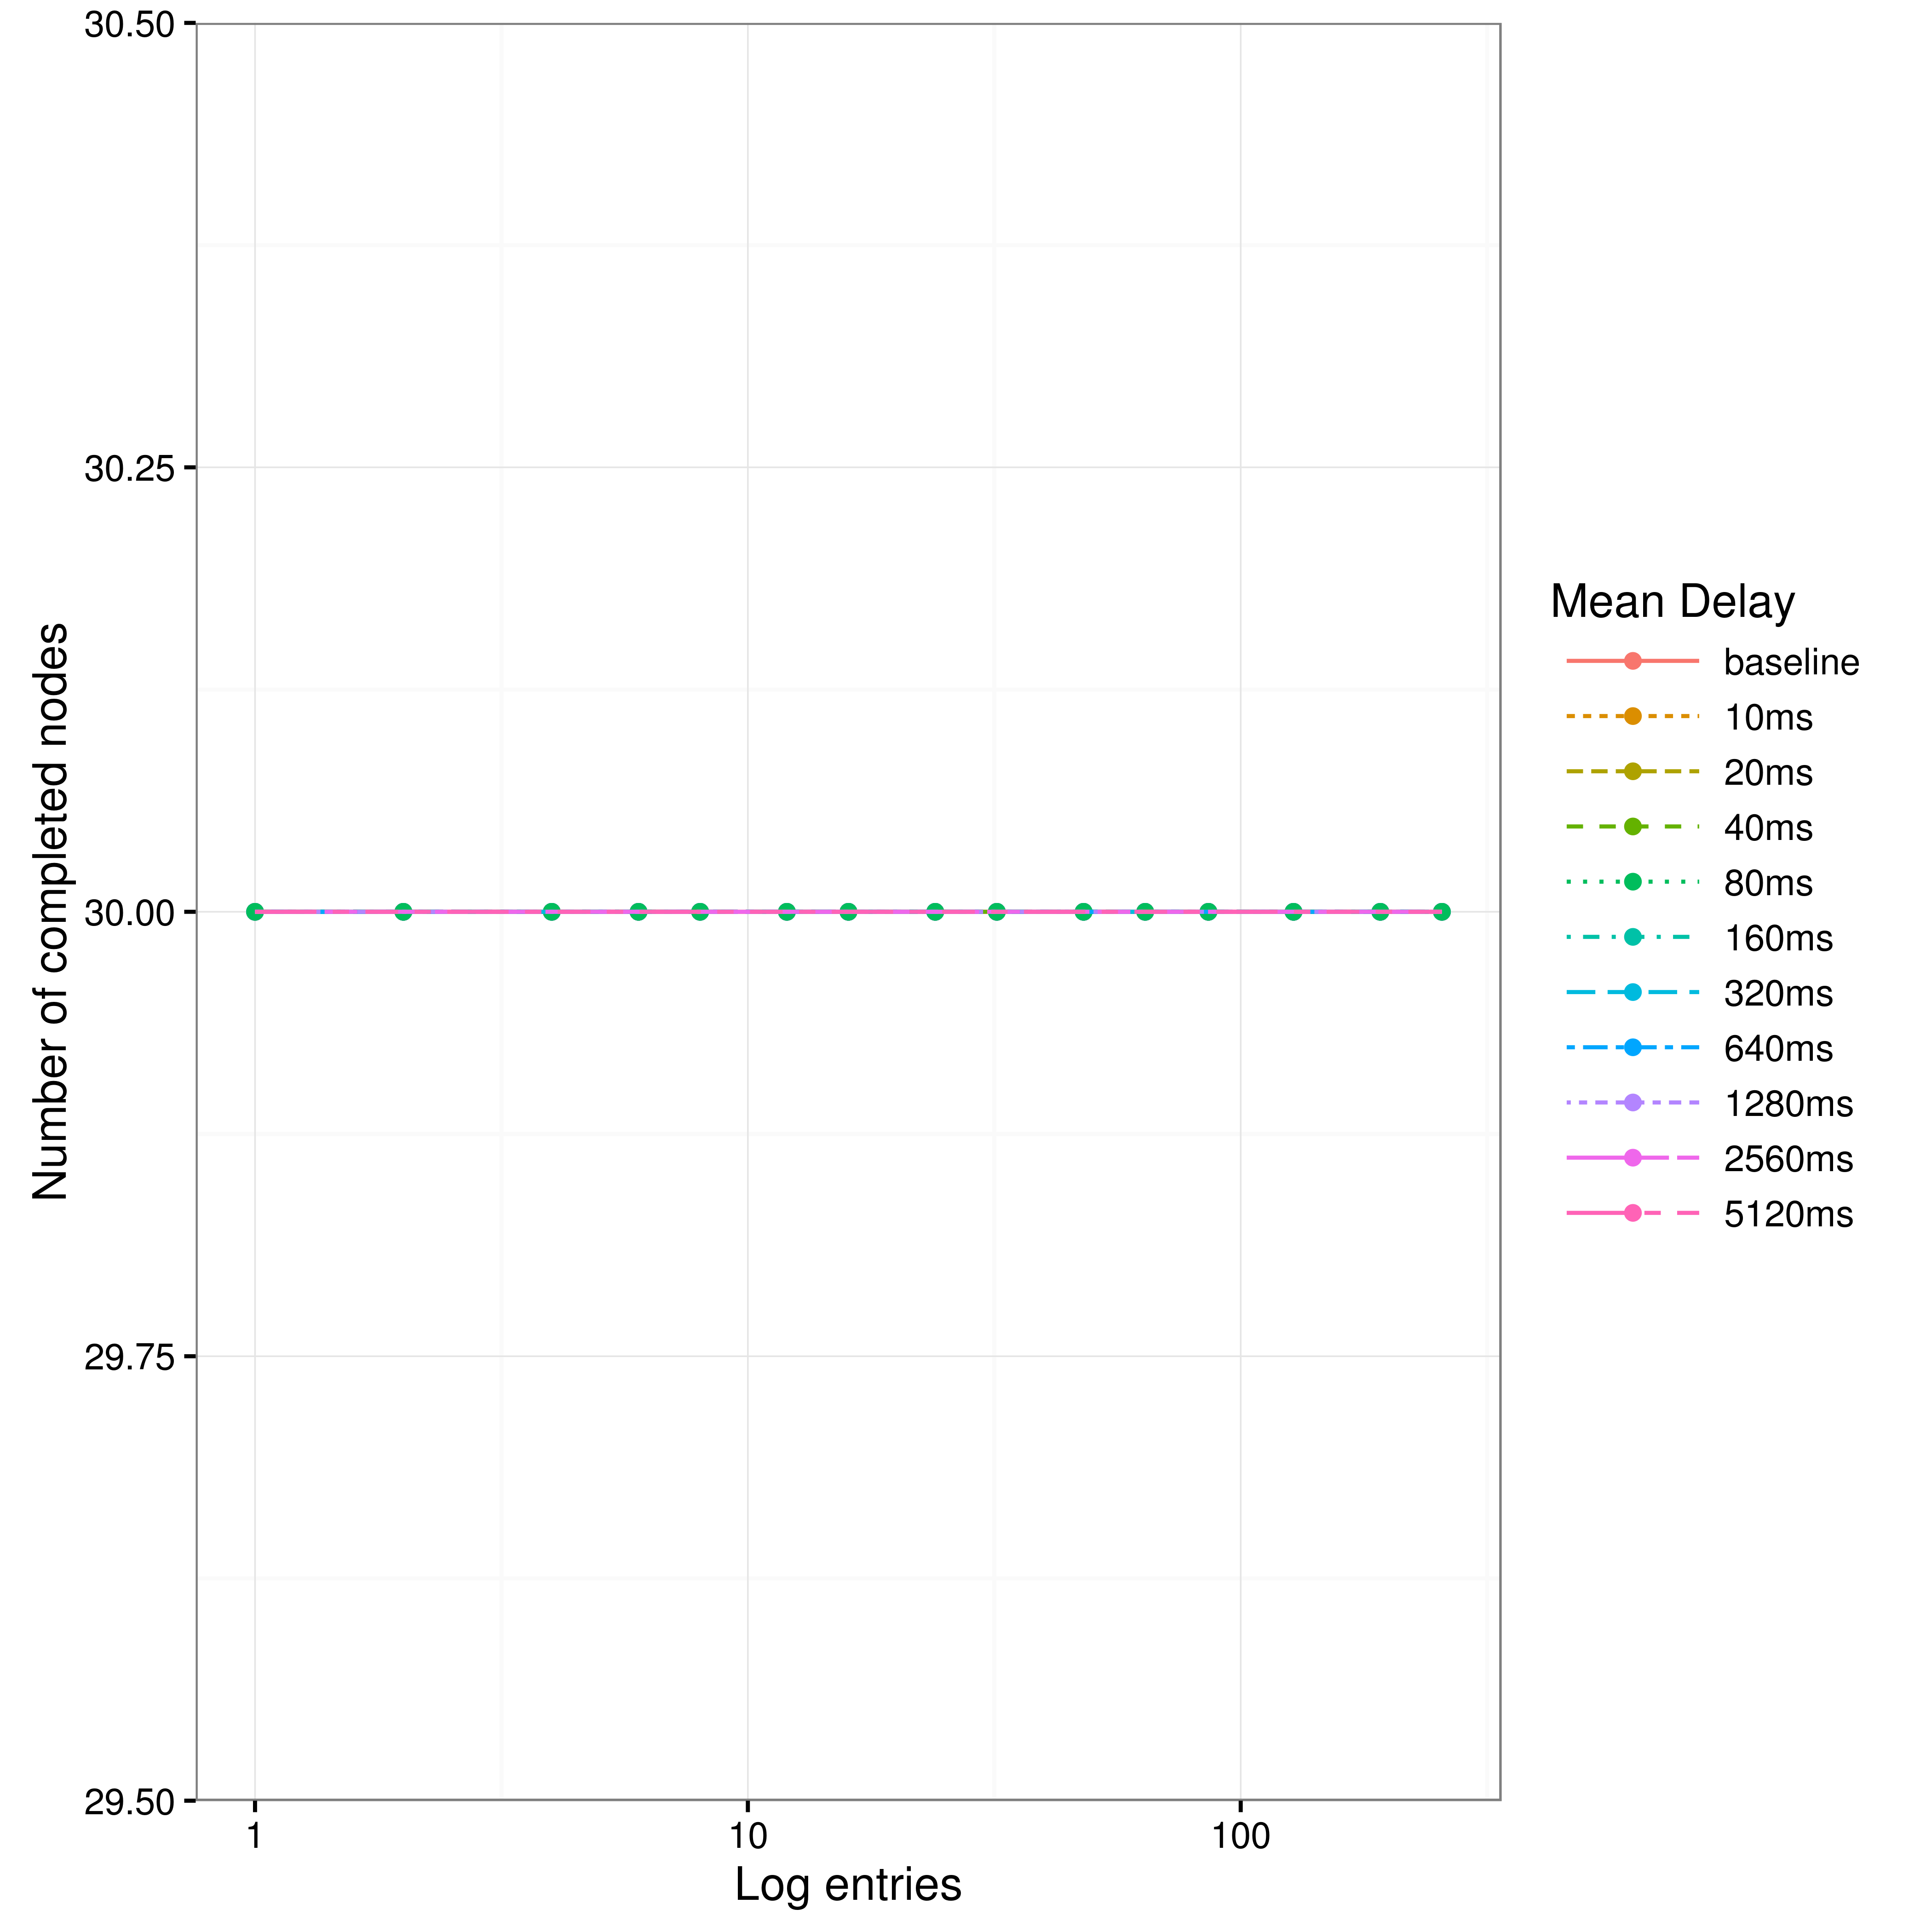 30.50
30.25
30.00
29.75
29.50
Number of completed nodes
1
10
100
Log entries
Mean Delay
baseline
10ms
20ms
40ms
80ms
160ms
320ms
640ms
1280ms
2560ms
5120ms